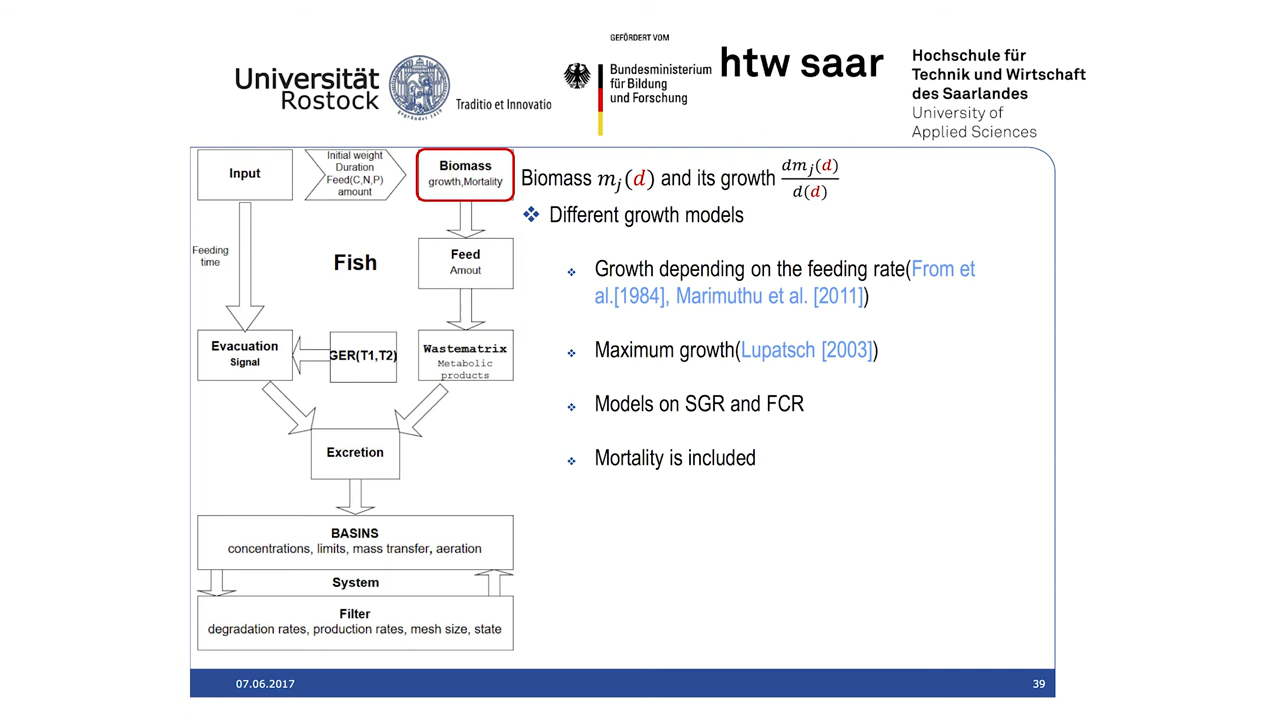 Universität
Rostock
Traditio et Innovatio
GEFÖRDERT VOM
Bundesministerium
für Bildung
und Forschung
htw saar
Hochschule für
Technik und Wirtschaft
des Saarlandes
University of
Applied Sciences
Input
Initial weight
Duration
Feed(C,N,P)
amount
Biomass
growth,Mortality
Feeding
time
Fish
Feed
Amout
Evacuation
Signal
GER(T1,T2)
Wastematrix
Metabolic
products
Excretion
BASINS
concentrations, limits, mass transfer, aeration
System
Filter
degradation rates, production rates, mesh size, state
Biomass m_j(d) and its growth dm_j(d)/d(d)
❖ Different growth models
❖ Growth depending on the feeding rate(From et
al.[1984], Marimuthu et al. [2011])
❖ Maximum growth(Lupatsch [2003])
❖ Models on SGR and FCR
❖ Mortality is included
07.06.2017
39